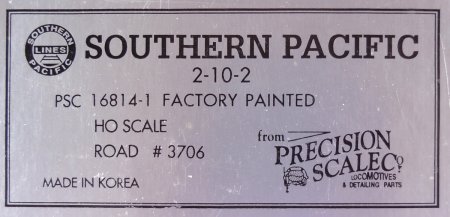 SOUTHERN LINES PACIFIC
SOUTHERN PACIFIC
2-10-2
PSC 16814-1 FACTORY PAINTED
HO SCALE
ROAD # 3706
MADE IN KOREA
from
PRECISION
SCALE CO
LOCOMOTIVES
& DETAILING PARTS